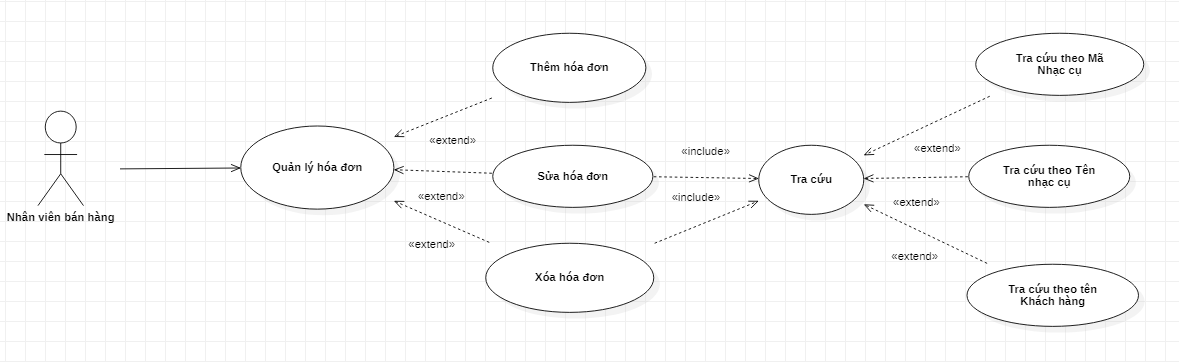 Thêm hóa đơn
Tra cứu theo Mã
Nhạc cụ
«extend»
«include»
«extend»
Quản lý hóa đơn
Sửa hóa đơn
Tra cứu
Tra cứu theo Tên
nhạc cụ
«extend»
«include»
«extend»
Nhân viên bán hàng
«extend»
«extend»
Xóa hóa đơn
Tra cứu theo tên
Khách hàng